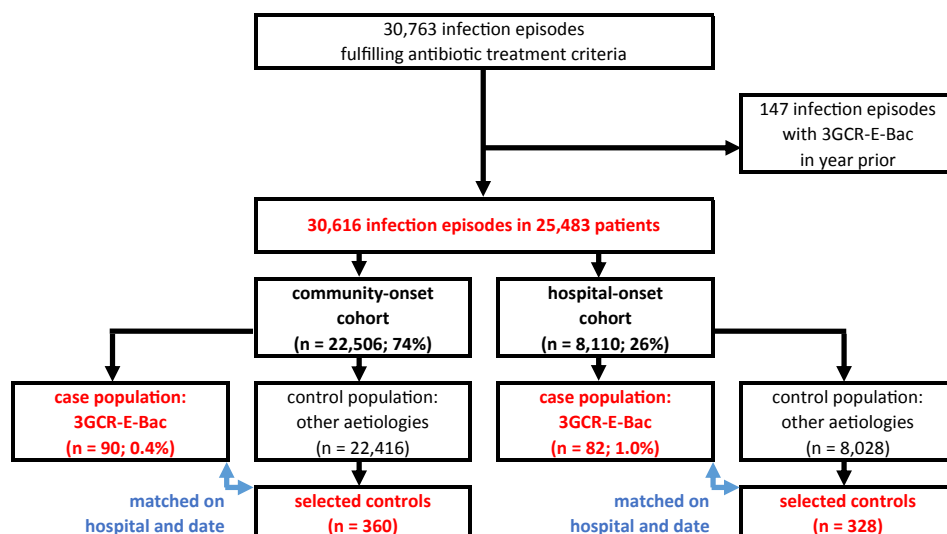 30,763 infection episodes
fulfilling antibiotic treatment criteria
147 infection episodes
with 3GCR-E-Bac
in year prior
30,616 infection episodes in 25,483 patients
community-onset
cohort
(n = 22,506; 74%)
hospital-onset
cohort
(n = 8,110; 26%)
case population:
3GCR-E-Bac
(n = 90; 0.4%)
control population:
other aetiologies
(n = 22,416)
case population:
3GCR-E-Bac
(n = 82; 1.0%)
control population:
other aetiologies
(n = 8,028)
matched on
hospital and date
selected controls
(n = 360)
matched on
hospital and date
selected controls
(n = 328)